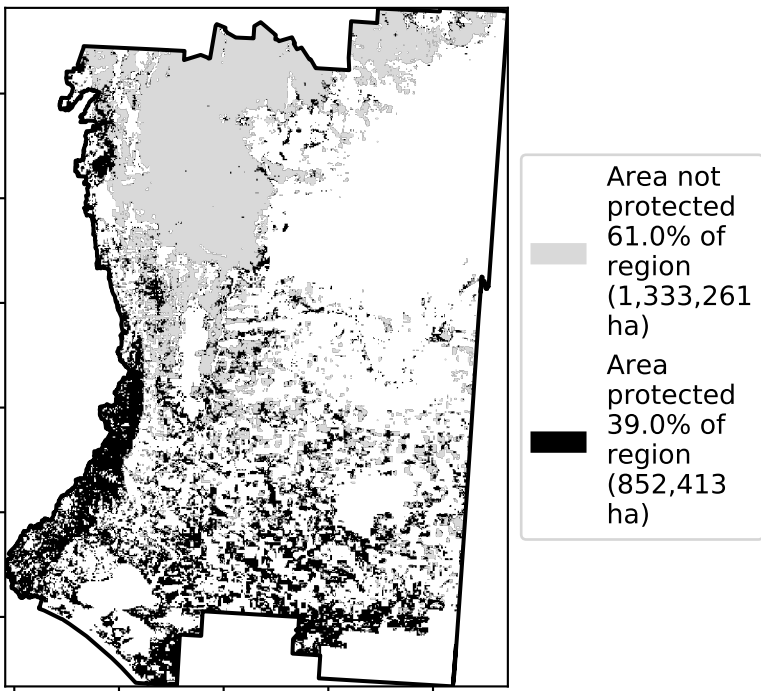 Area not
protected
61.0% of
region
(1,333,261
ha)
Area
protected
39.0% of
region
(852,413
ha)